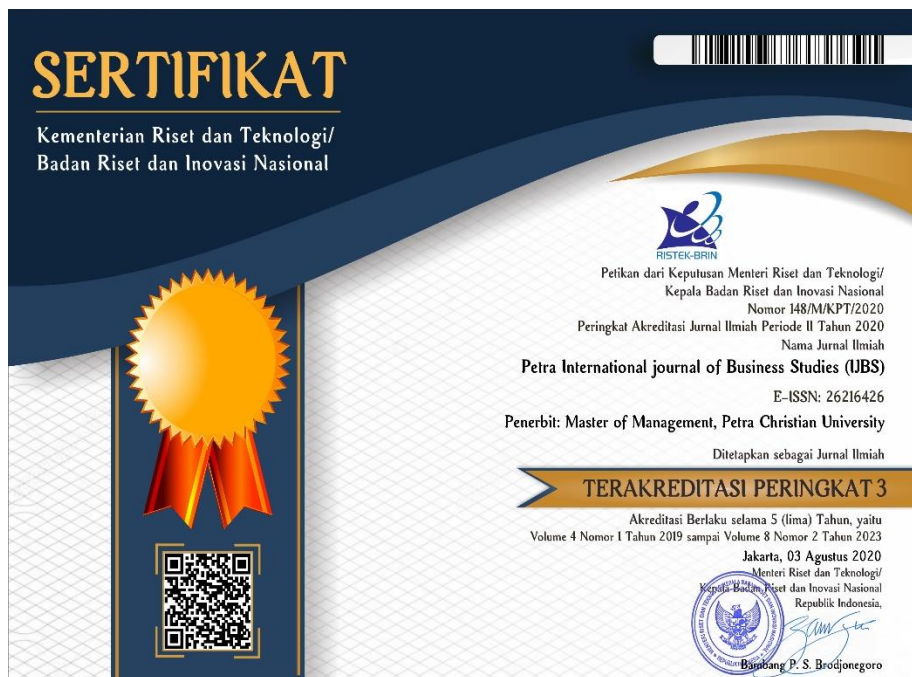 SERTIFIKAT
Kementerian Riset dan Teknologi/
Badan Riset dan Inovasi Nasional
RISTEK-BRIN
Petikan dari Keputusan Menteri Riset dan Teknologi/
Kepala Badan Riset dan Inovasi Nasional
Nomor 148/M/KPT/2020
Peringkat Akreditasi Jurnal Ilmiah Periode II Tahun 2020
Nama Jurnal Ilmiah
Petra International journal of Business Studies (IJBS)
E-ISSN: 26216426
Penerbit: Master of Management, Petra Christian University
Ditetapkan sebagai Jurnal Ilmiah
TERAKREDITASI PERINGKAT 3
Akreditasi Berlaku selama 5 (lima) Tahun, yaitu
Volume 4 Nomor 1 Tahun 2019 sampai Volume 8 Nomor 2 Tahun 2023
Jakarta, 03 Agustus 2020
Menteri Riset dan Teknologi/
Kepala Badan Riset dan Inovasi Nasional
Republik Indonesia,
Bambang P. S. Brodjonegoro